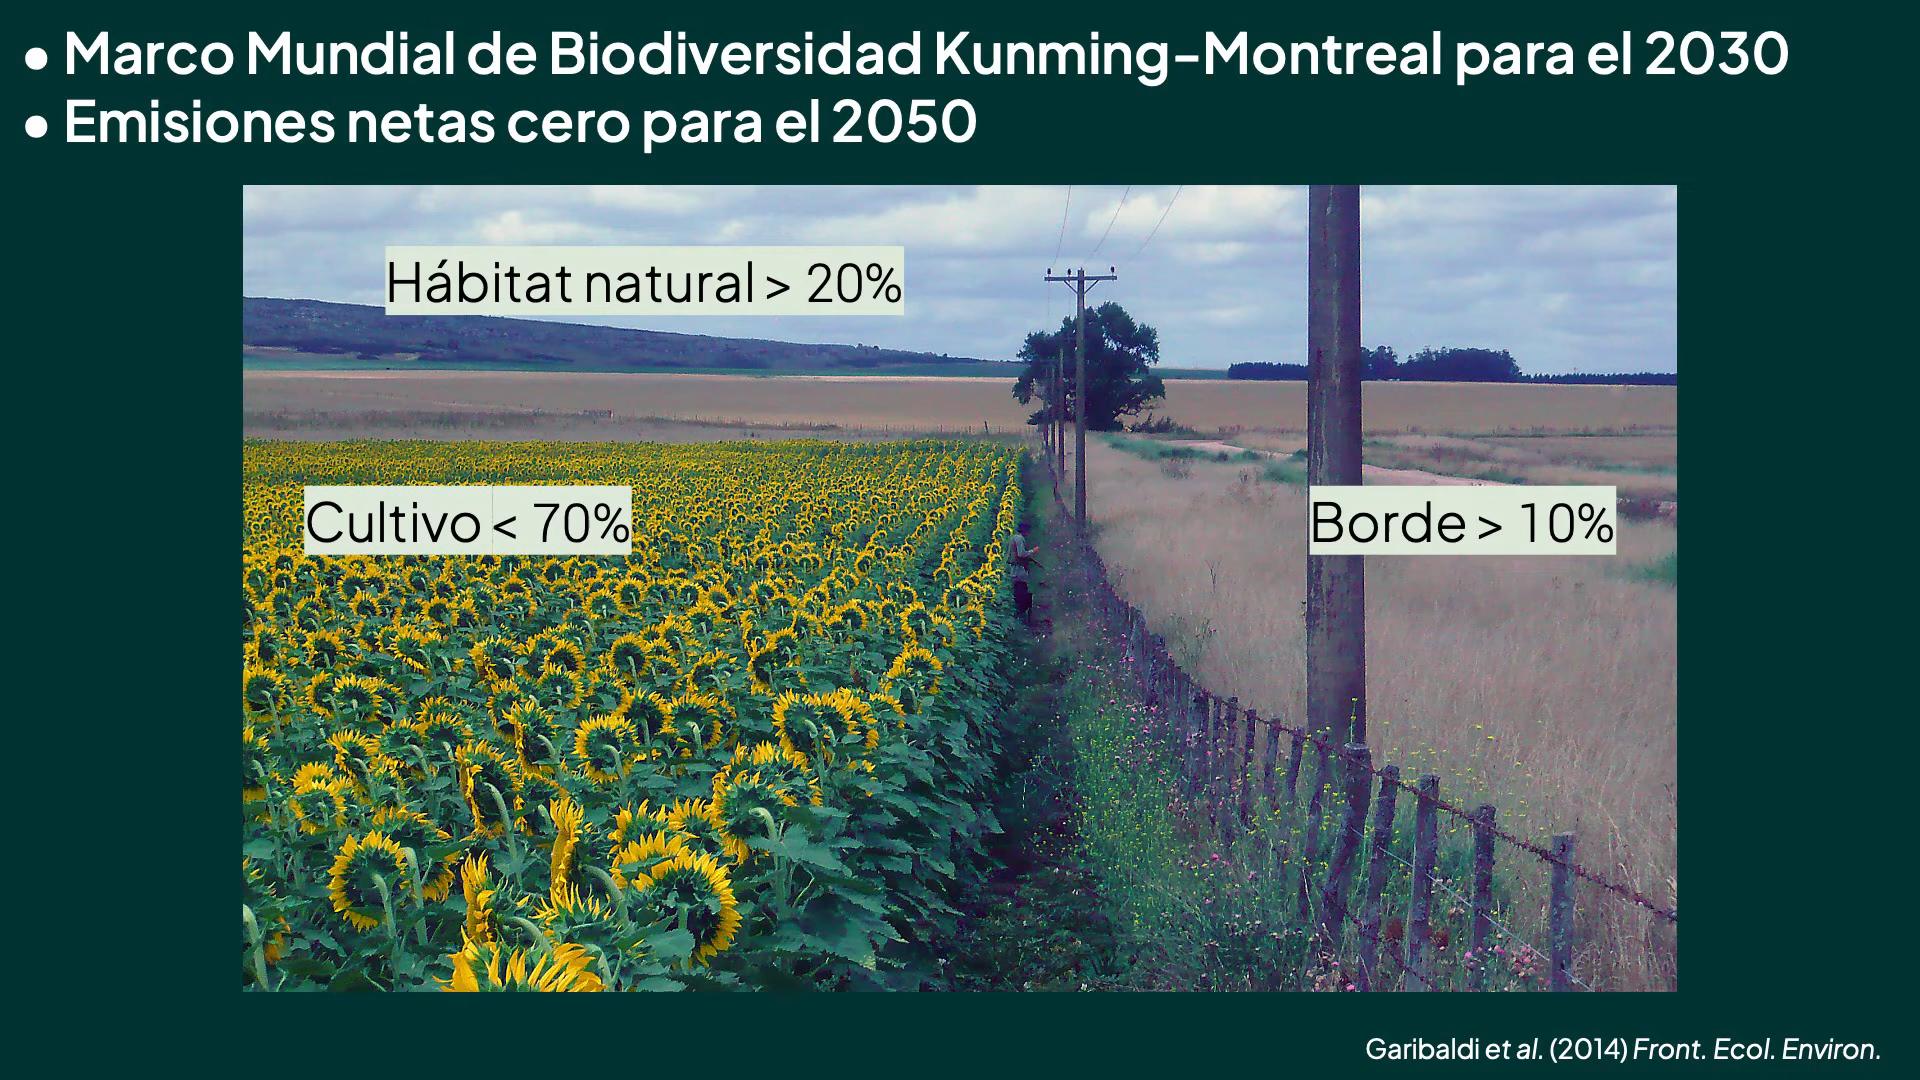 • Marco Mundial de Biodiversidad Kunming-Montreal para el 2030
• Emisiones netas cero para el 2050
Hábitat natural > 20%
Cultivo < 70%
Borde > 10%
Garibaldi et al. (2014) Front. Ecol. Environ.